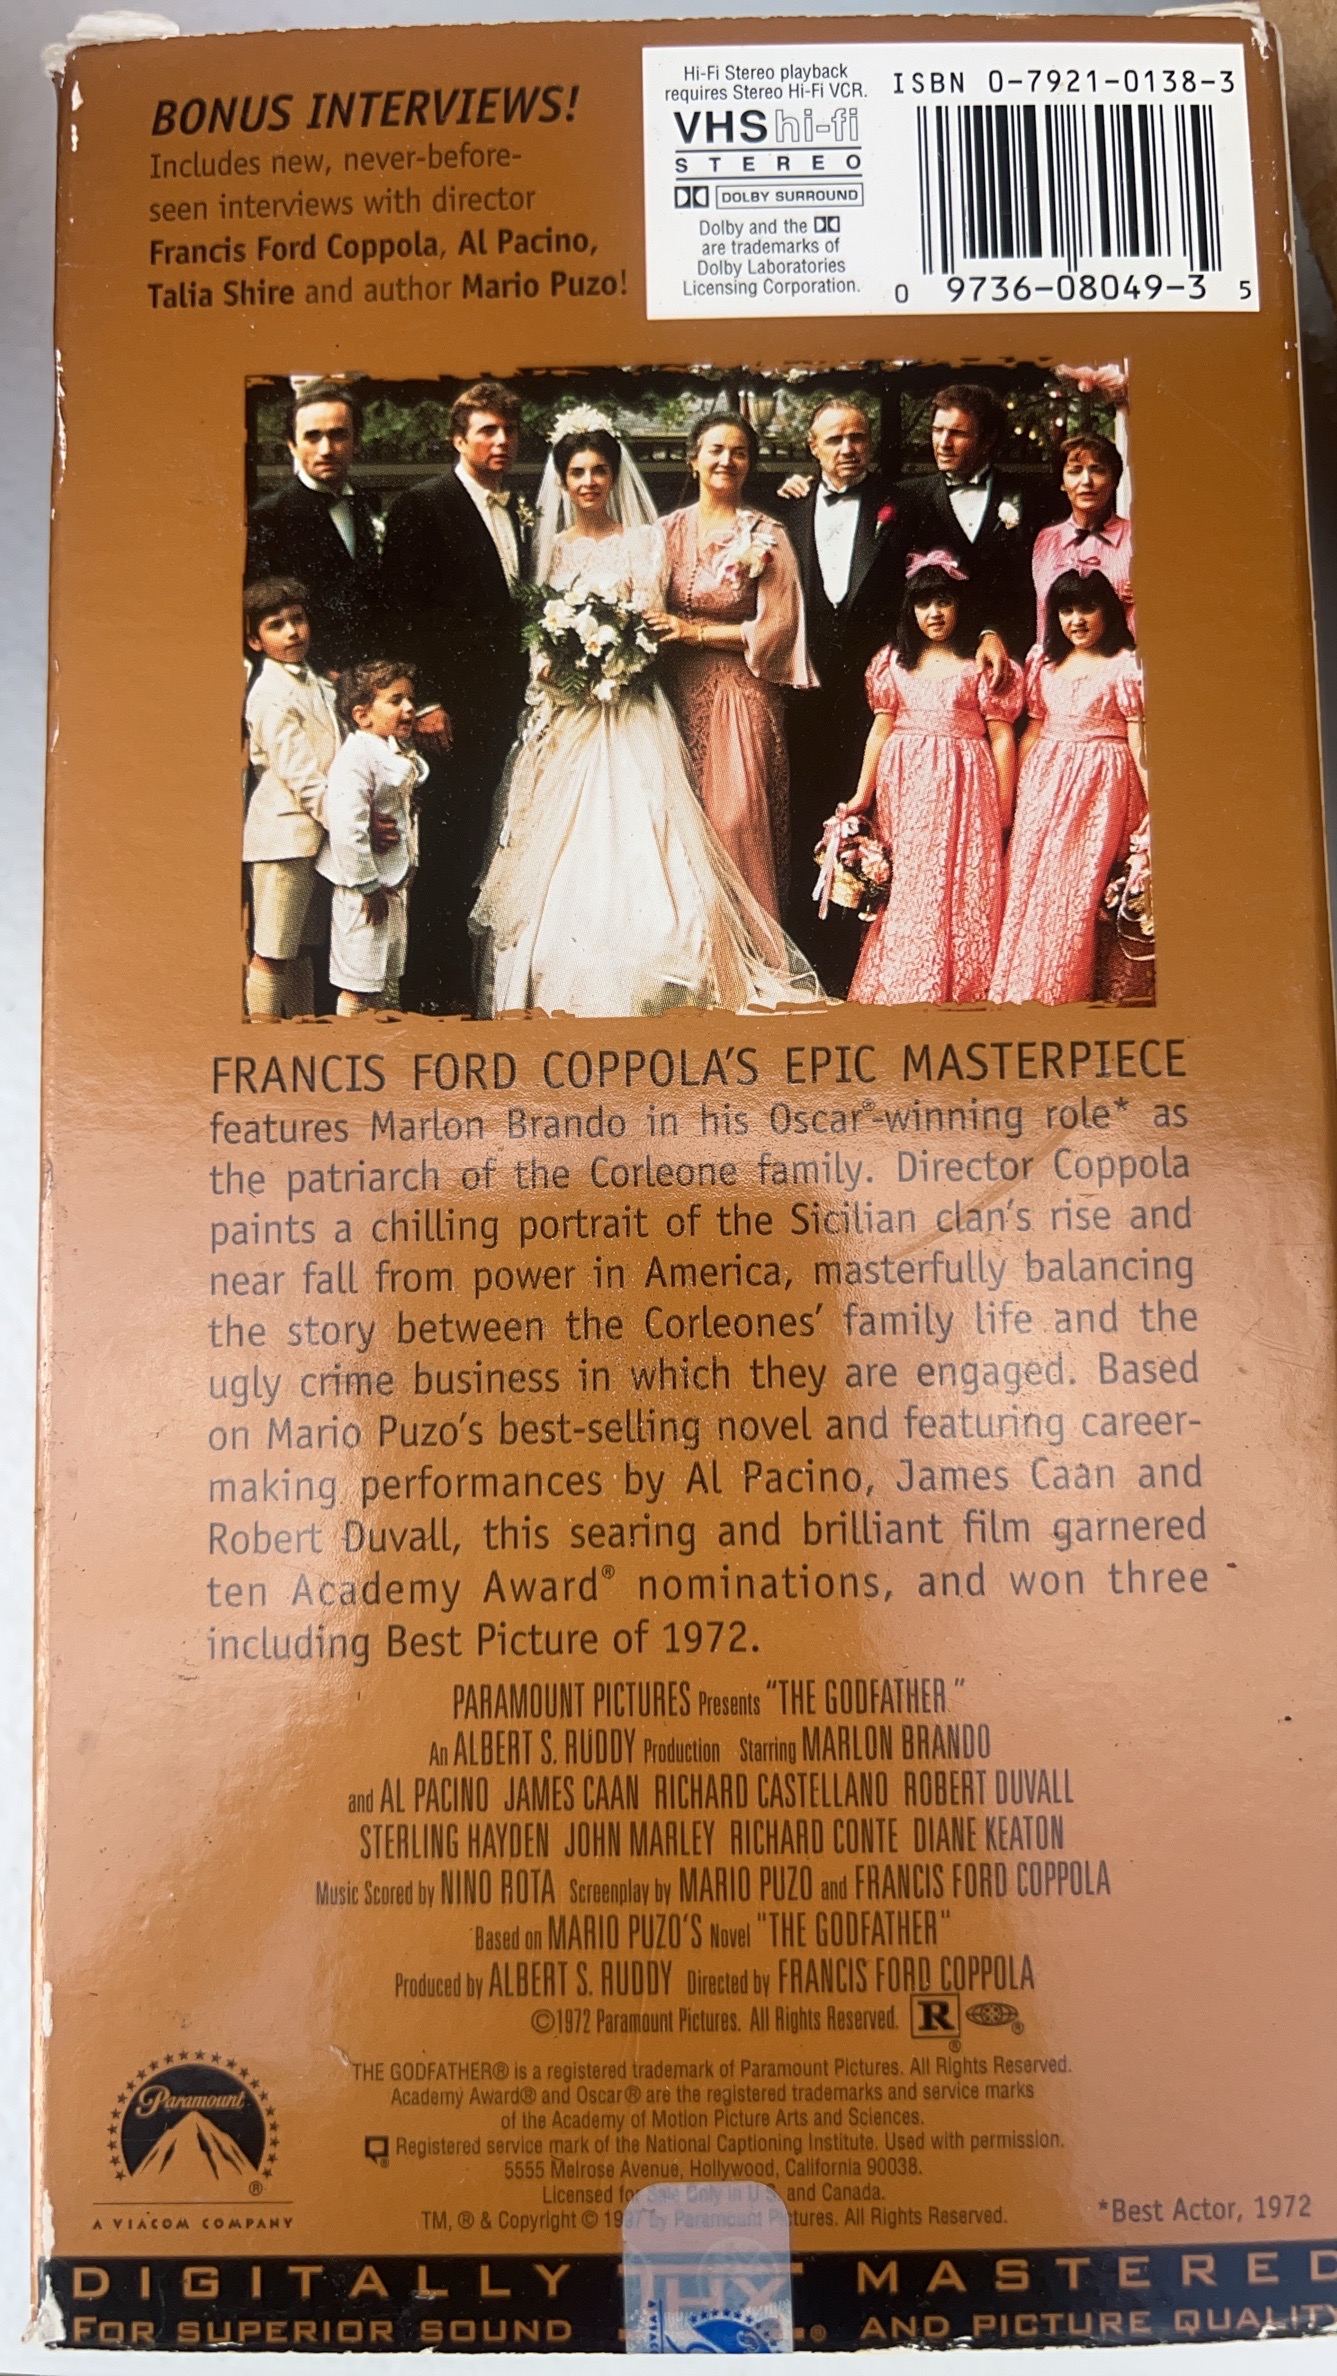 BONUS INTERVIEWS!
Includes new, never-before-
seen interviews with director
Francis Ford Coppola, Al Pacino,
Talia Shire and author Mario Puzo!
Hi-Fi Stereo playback
requires Stereo Hi-Fi VCR.
VHS hi-fi
STEREO
DOLBY SURROUND
Dolby and the
are trademarks of
Dolby Laboratories
Licensing Corporation.
ISBN 0-7921-0138-3
0 9736-08049-3 5
FRANCIS FORD COPPOLA'S EPIC MASTERPIECE
features Marlon Brando in his Oscar®-winning role* as
the patriarch of the Corleone family. Director Coppola
paints a chilling portrait of the Sicilian clan's rise and
near fall from power in America, masterfully balancing
the story between the Corleones' family life and the
ugly crime business in which they are engaged. Based
on Mario Puzo's best-selling novel and featuring career-
making performances by Al Pacino, James Caan and
Robert Duvall, this searing and brilliant film garnered
ten Academy Award® nominations, and won three
including Best Picture of 1972.
PARAMOUNT PICTURES Presents "THE GODFATHER"
An ALBERT S. RUDDY Production Starring MARLON BRANDO
and AL PACINO JAMES CAAN RICHARD CASTELLANO ROBERT DUVALL
STERLING HAYDEN JOHN MARLEY RICHARD CONTE DIANE KEATON
Music Scored by NINO ROTA Screenplay by MARIO PUZO and FRANCIS FORD COPPOLA
Based on MARIO PUZO'S Novel "THE GODFATHER"
Produced by ALBERT S. RUDDY Directed by FRANCIS FORD COPPOLA
©1972 Paramount Pictures. All Rights Reserved. R ®
THE GODFATHER® is a registered trademark of Paramount Pictures. All Rights Reserved.
Academy Award® and Oscar® are the registered trademarks and service marks
of the Academy of Motion Picture Arts and Sciences.
Registered service mark of the National Captioning Institute. Used with permission.
5555 Melrose Avenue, Hollywood, California 90038.
Licensed for Sale Only in U.S. and Canada.
TM, ® & Copyright © 1997 by Paramount Pictures. All Rights Reserved.
Paramount
®
A VIACOM COMPANY
*Best Actor, 1972
DIGITALLY THX MASTERED
FOR SUPERIOR SOUND ® AND PICTURE QUALITY